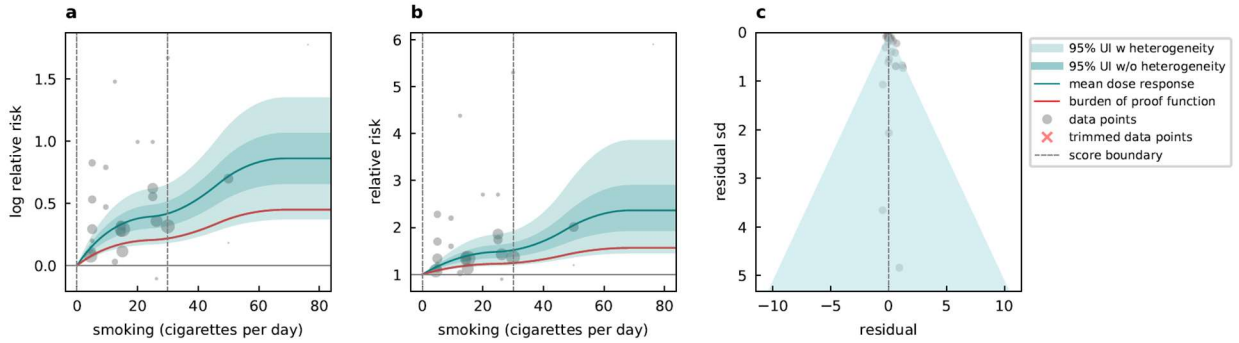 a
log relative risk
1.5
1.0
0.5
0.0
0 20 40 60 80
smoking (cigarettes per day)
b
relative risk
6
5
4
3
2
1
0 20 40 60 80
smoking (cigarettes per day)
c
residual sd
0
1
2
3
4
5
−10 −5 0 5 10
residual
95% UI w heterogeneity
95% UI w/o heterogeneity
mean dose response
burden of proof function
data points
trimmed data points
score boundary